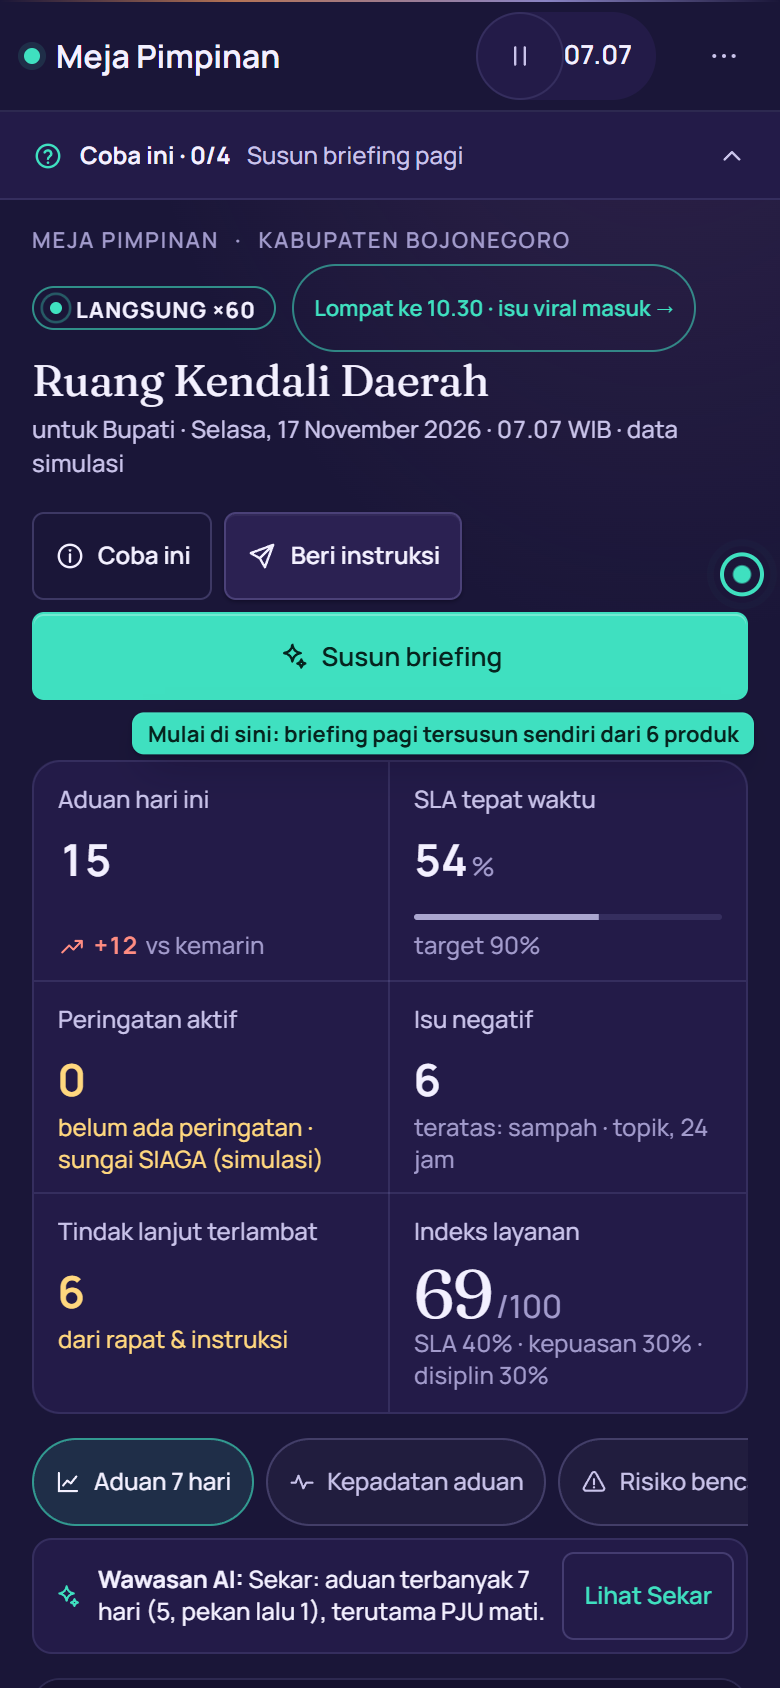 Meja Pimpinan
07.07
Coba ini · 0/4 Susun briefing pagi
MEJA PIMPINAN · KABUPATEN BOJONEGORO
LANGSUNG ×60
Lompat ke 10.30 · isu viral masuk →
Ruang Kendali Daerah
untuk Bupati · Selasa, 17 November 2026 · 07.07 WIB · data
simulasi
Coba ini
Beri instruksi
Susun briefing
Mulai di sini: briefing pagi tersusun sendiri dari 6 produk
Aduan hari ini
15
+12 vs kemarin
SLA tepat waktu
54%
target 90%
Peringatan aktif
0
belum ada peringatan ·
sungai SIAGA (simulasi)
Isu negatif
6
teratas: sampah · topik, 24
jam
Tindak lanjut terlambat
6
dari rapat & instruksi
Indeks layanan
69/100
SLA 40% · kepuasan 30% ·
disiplin 30%
Aduan 7 hari
Kepadatan aduan
Risiko benc
Wawasan AI: Sekar: aduan terbanyak 7
hari (5, pekan lalu 1), terutama PJU mati.
Lihat Sekar